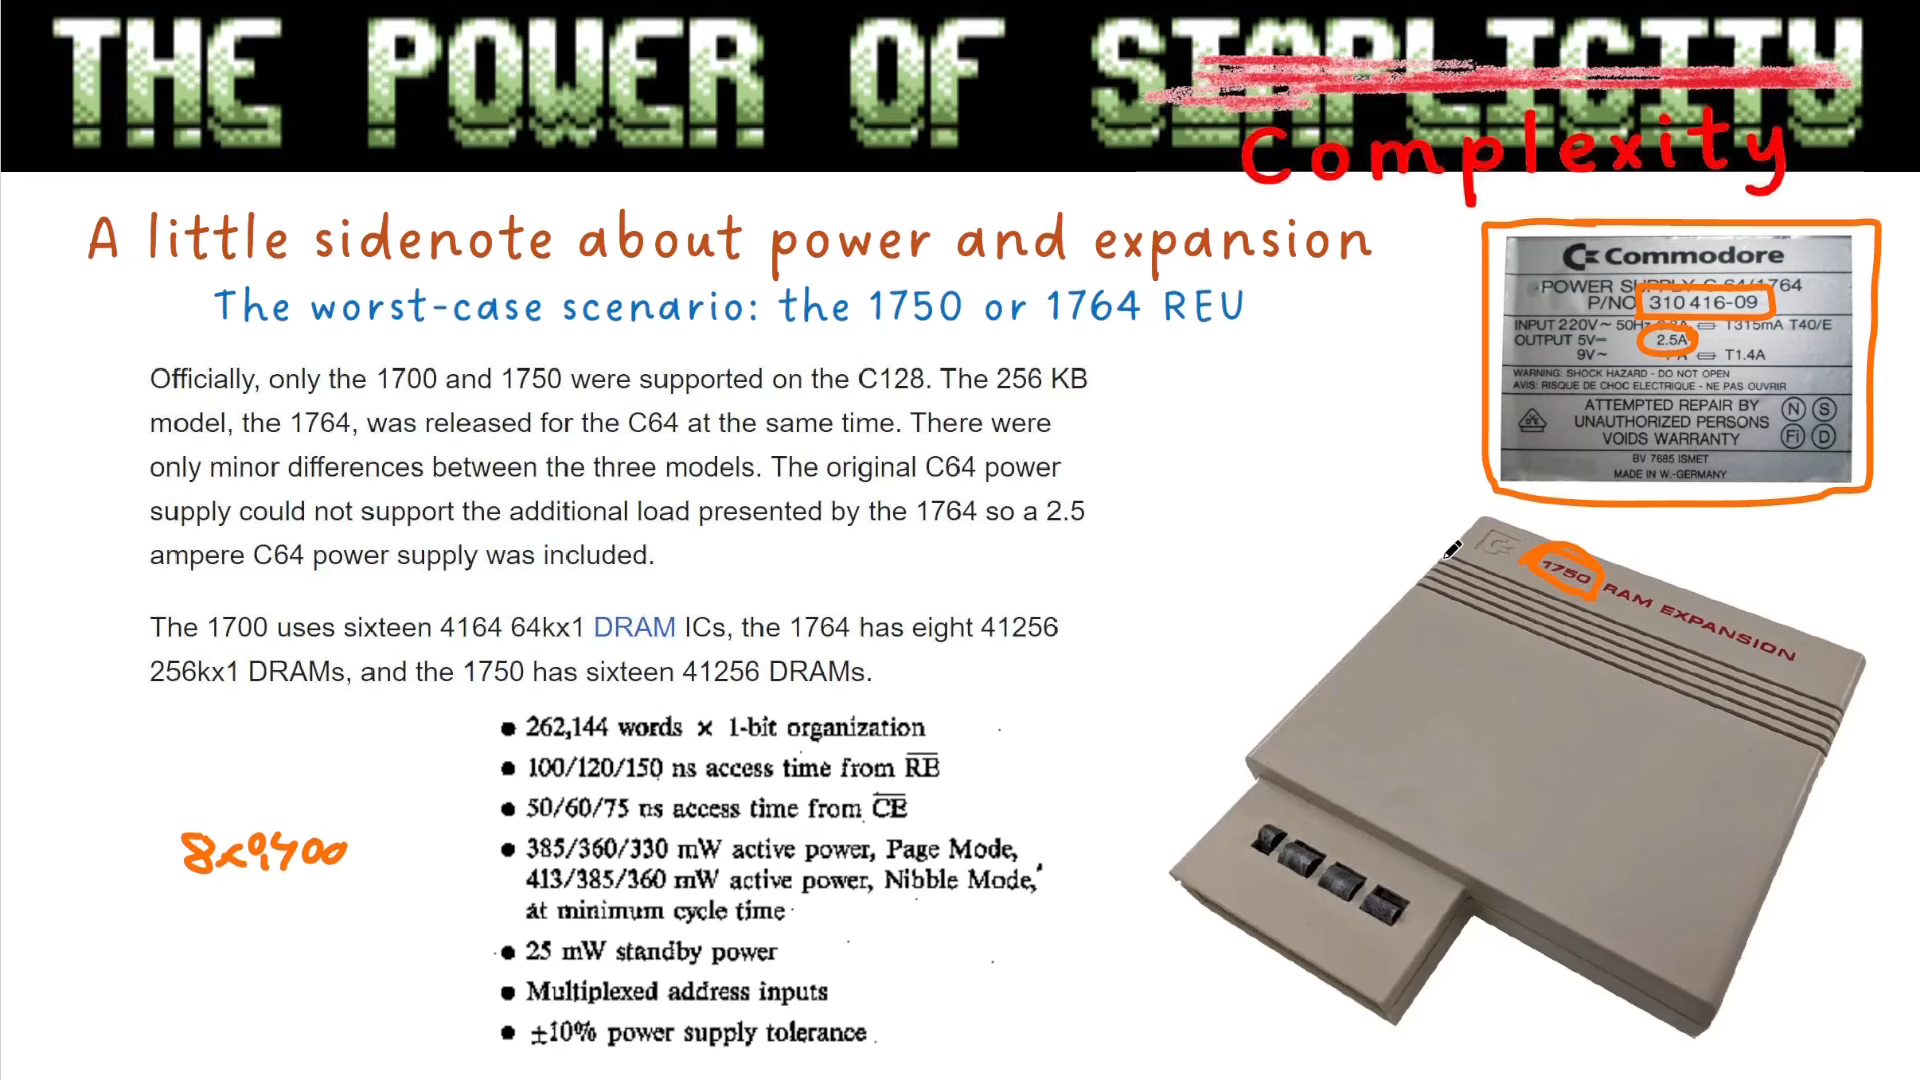 THE POWER OF SIMPLICITY
Complexity
A little sidenote about power and expansion
The worst-case scenario: the 1750 or 1764 REU
Officially, only the 1700 and 1750 were supported on the C128. The 256 KB
model, the 1764, was released for the C64 at the same time. There were
only minor differences between the three models. The original C64 power
supply could not support the additional load presented by the 1764 so a 2.5
ampere C64 power supply was included.
The 1700 uses sixteen 4164 64kx1 DRAM ICs, the 1764 has eight 41256
256kx1 DRAMs, and the 1750 has sixteen 41256 DRAMs.
● 262,144 words × 1-bit organization
● 100/120/150 ns access time from RE
● 50/60/75 ns access time from CE
● 385/360/330 mW active power, Page Mode,
413/385/360 mW active power, Nibble Mode,
at minimum cycle time
● 25 mW standby power
● Multiplexed address inputs
● ±10% power supply tolerance
8x0,400
Commodore
POWER SUPPLY C-64/1764
P/NO 310 416-09
INPUT 220V~ 50Hz T315mA T40/E
OUTPUT 5V= 2.5A
9V~ T1.4A
WARNING: SHOCK HAZARD - DO NOT OPEN
AVIS: RISQUE DE CHOC ELECTRIQUE - NE PAS OUVRIR
ATTEMPTED REPAIR BY
UNAUTHORIZED PERSONS
VOIDS WARRANTY
N S
FI D
BV 7685 ISMET
MADE IN W.-GERMANY
1750 RAM EXPANSION